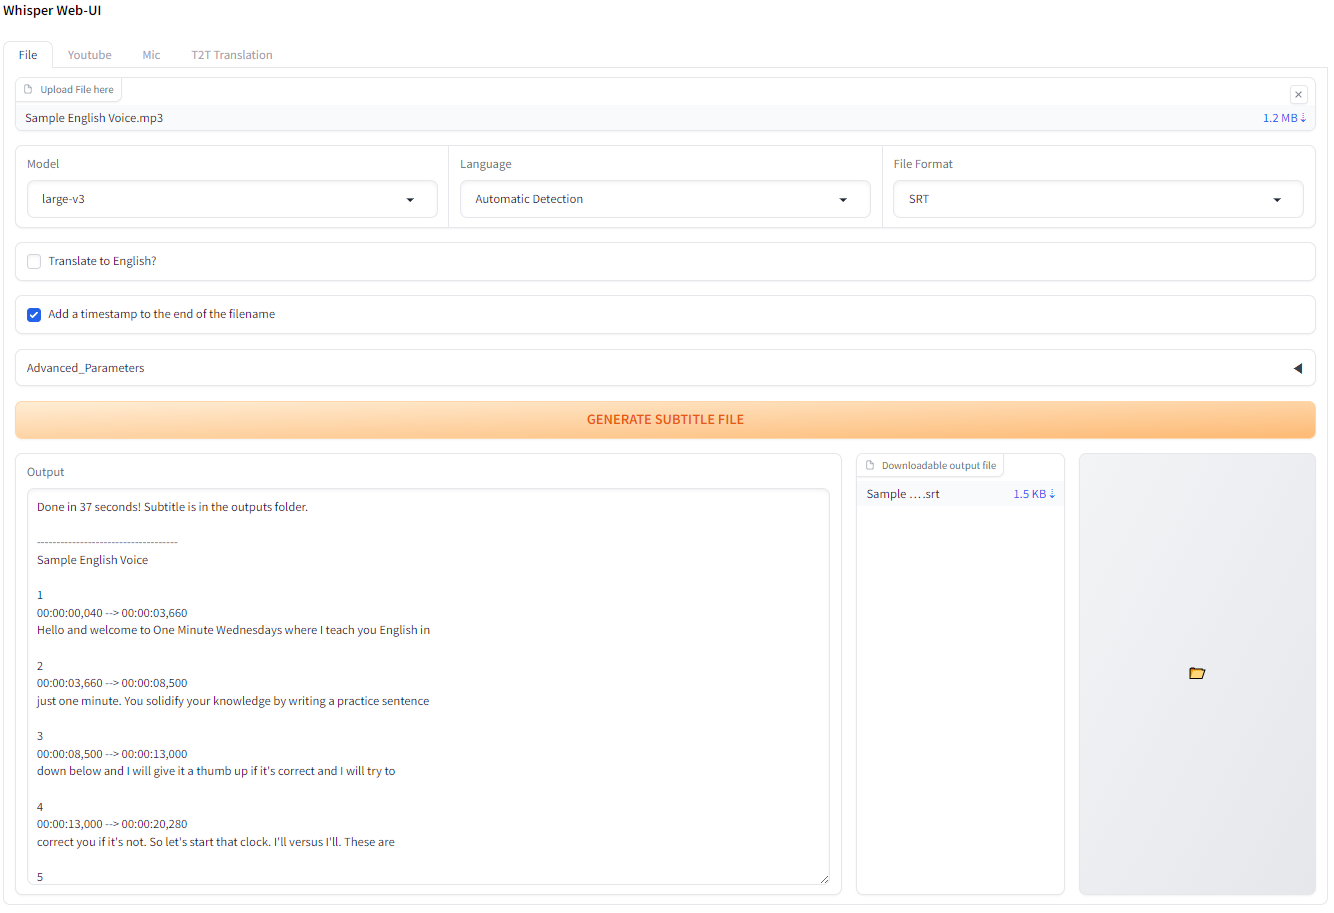 Whisper Web-UI
File Youtube Mic T2T Translation
Upload File here
Sample English Voice.mp3 1.2 MB ⇣
Model Language File Format
large-v3 Automatic Detection SRT
Translate to English?
Add a timestamp to the end of the filename
Advanced_Parameters
GENERATE SUBTITLE FILE
Output
Done in 37 seconds! Subtitle is in the outputs folder.
------------------------------------
Sample English Voice
1
00:00:00,040 --> 00:00:03,660
Hello and welcome to One Minute Wednesdays where I teach you English in
2
00:00:03,660 --> 00:00:08,500
just one minute. You solidify your knowledge by writing a practice sentence
3
00:00:08,500 --> 00:00:13,000
down below and I will give it a thumb up if it's correct and I will try to
4
00:00:13,000 --> 00:00:20,280
correct you if it's not. So let's start that clock. I'll versus I'll. These are
5
Downloadable output file
Sample ....srt 1.5 KB ⇣